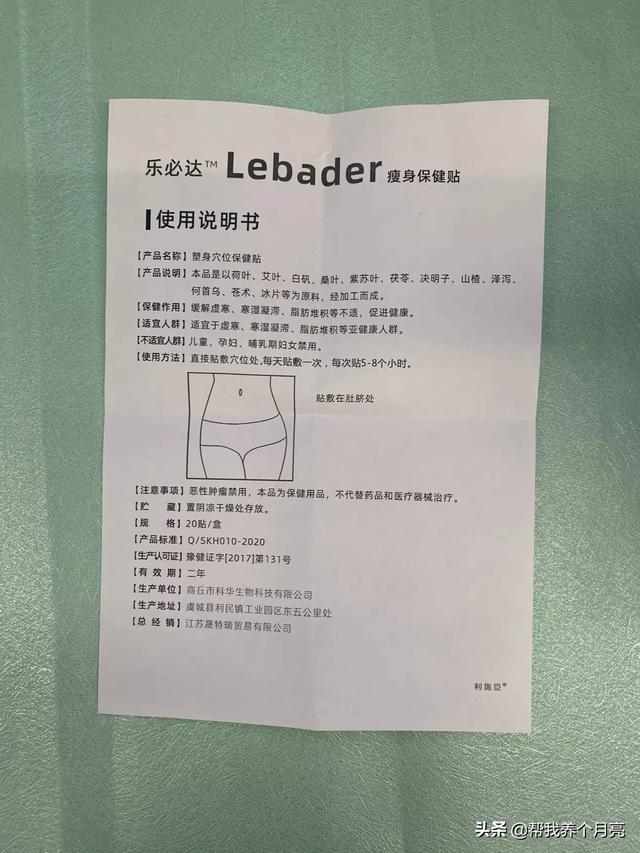 乐必达™ Lebader 瘦身保健贴
使用说明书
【产品名称】塑身穴位保健贴
【产品说明】本品是以荷叶、艾叶、白矾、桑叶、紫苏叶、茯苓、决明子、山楂、泽泻、
何首乌、苍术、冰片等为原料，经加工而成。
【保健作用】缓解虚寒、寒湿凝滞、脂肪堆积等不适，促进健康。
【适宜人群】适宜于虚寒、寒湿凝滞、脂肪堆积等亚健康人群。
【不适宜人群】儿童、孕妇、哺乳期妇女禁用。
【使用方法】直接贴敷穴位处,每天贴敷一次，每次贴5-8个小时。
贴敷在肚脐处
【注意事项】恶性肿瘤禁用，本品为保健用品，不代替药品和医疗器械治疗。
【贮 藏】置阴凉干燥处存放。
【规 格】20贴/盒
【产品标准】Q/SKH010-2020
【生产认可证】豫健证字[2017]第131号
【有 效 期】二年
【生产单位】商丘市科华生物科技有限公司
【生产地址】虞城县利民镇工业园区东五公里处
【总 经 销】江苏晟特瑞贸易有限公司
利施臣®
头条 @帮我养个月亮